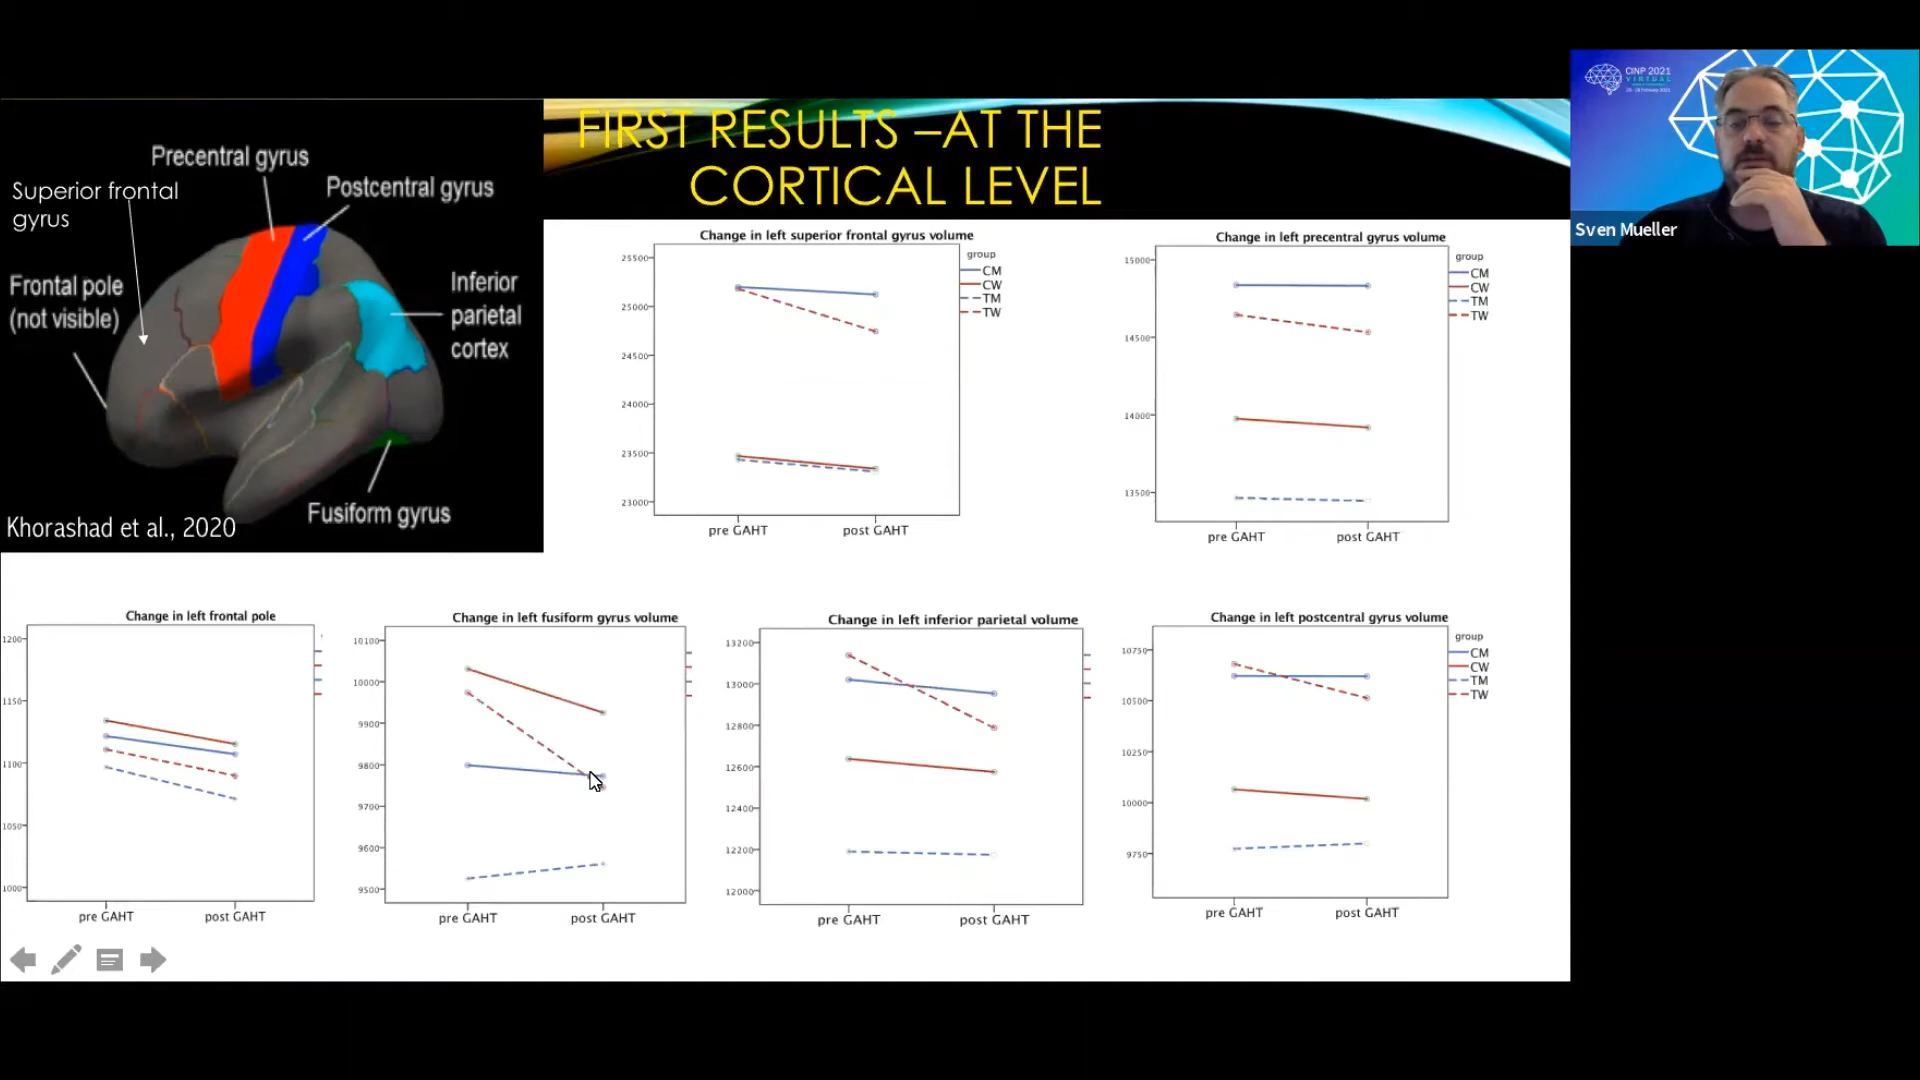 FIRST RESULTS –AT THE
CORTICAL LEVEL
Precentral gyrus
Superior frontal
gyrus
Postcentral gyrus
Frontal pole
(not visible)
Inferior
parietal
cortex
Fusiform gyrus
Khorashad et al., 2020
Change in left superior frontal gyrus volume
25500
25000
24500
24000
23500
23000
pre GAHT
post GAHT
group
CM
CW
TM
TW
Change in left precentral gyrus volume
15000
14500
14000
13500
pre GAHT
post GAHT
group
CM
CW
TM
TW
Change in left frontal pole
1200
1150
1100
1050
1000
pre GAHT
post GAHT
Change in left fusiform gyrus volume
10100
10000
9900
9800
9700
9600
9500
pre GAHT
post GAHT
Change in left inferior parietal volume
13200
13000
12800
12600
12400
12200
12000
pre GAHT
post GAHT
Change in left postcentral gyrus volume
10750
10500
10250
10000
9750
pre GAHT
post GAHT
group
CM
CW
TM
TW
CINP 2021
VIRTUAL
Sven Mueller